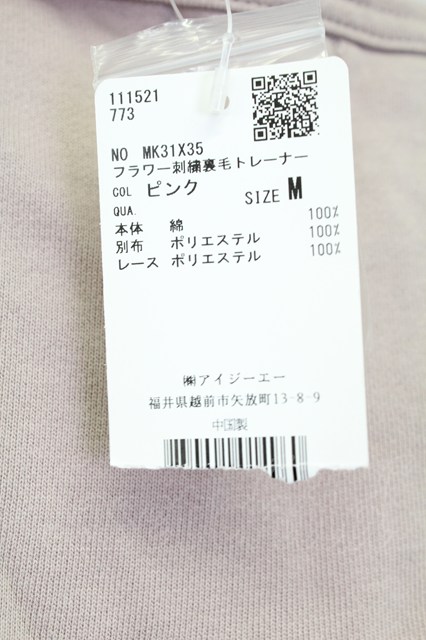 111521
773
NO MK31X35
フラワー刺繍裏毛トレーナー
COL ピンク SIZE M
QUA.
本体 綿 100%
別布 ポリエステル 100%
レース ポリエステル 100%
㈱アイジーエー
福井県越前市矢放町13-8-9
中国製